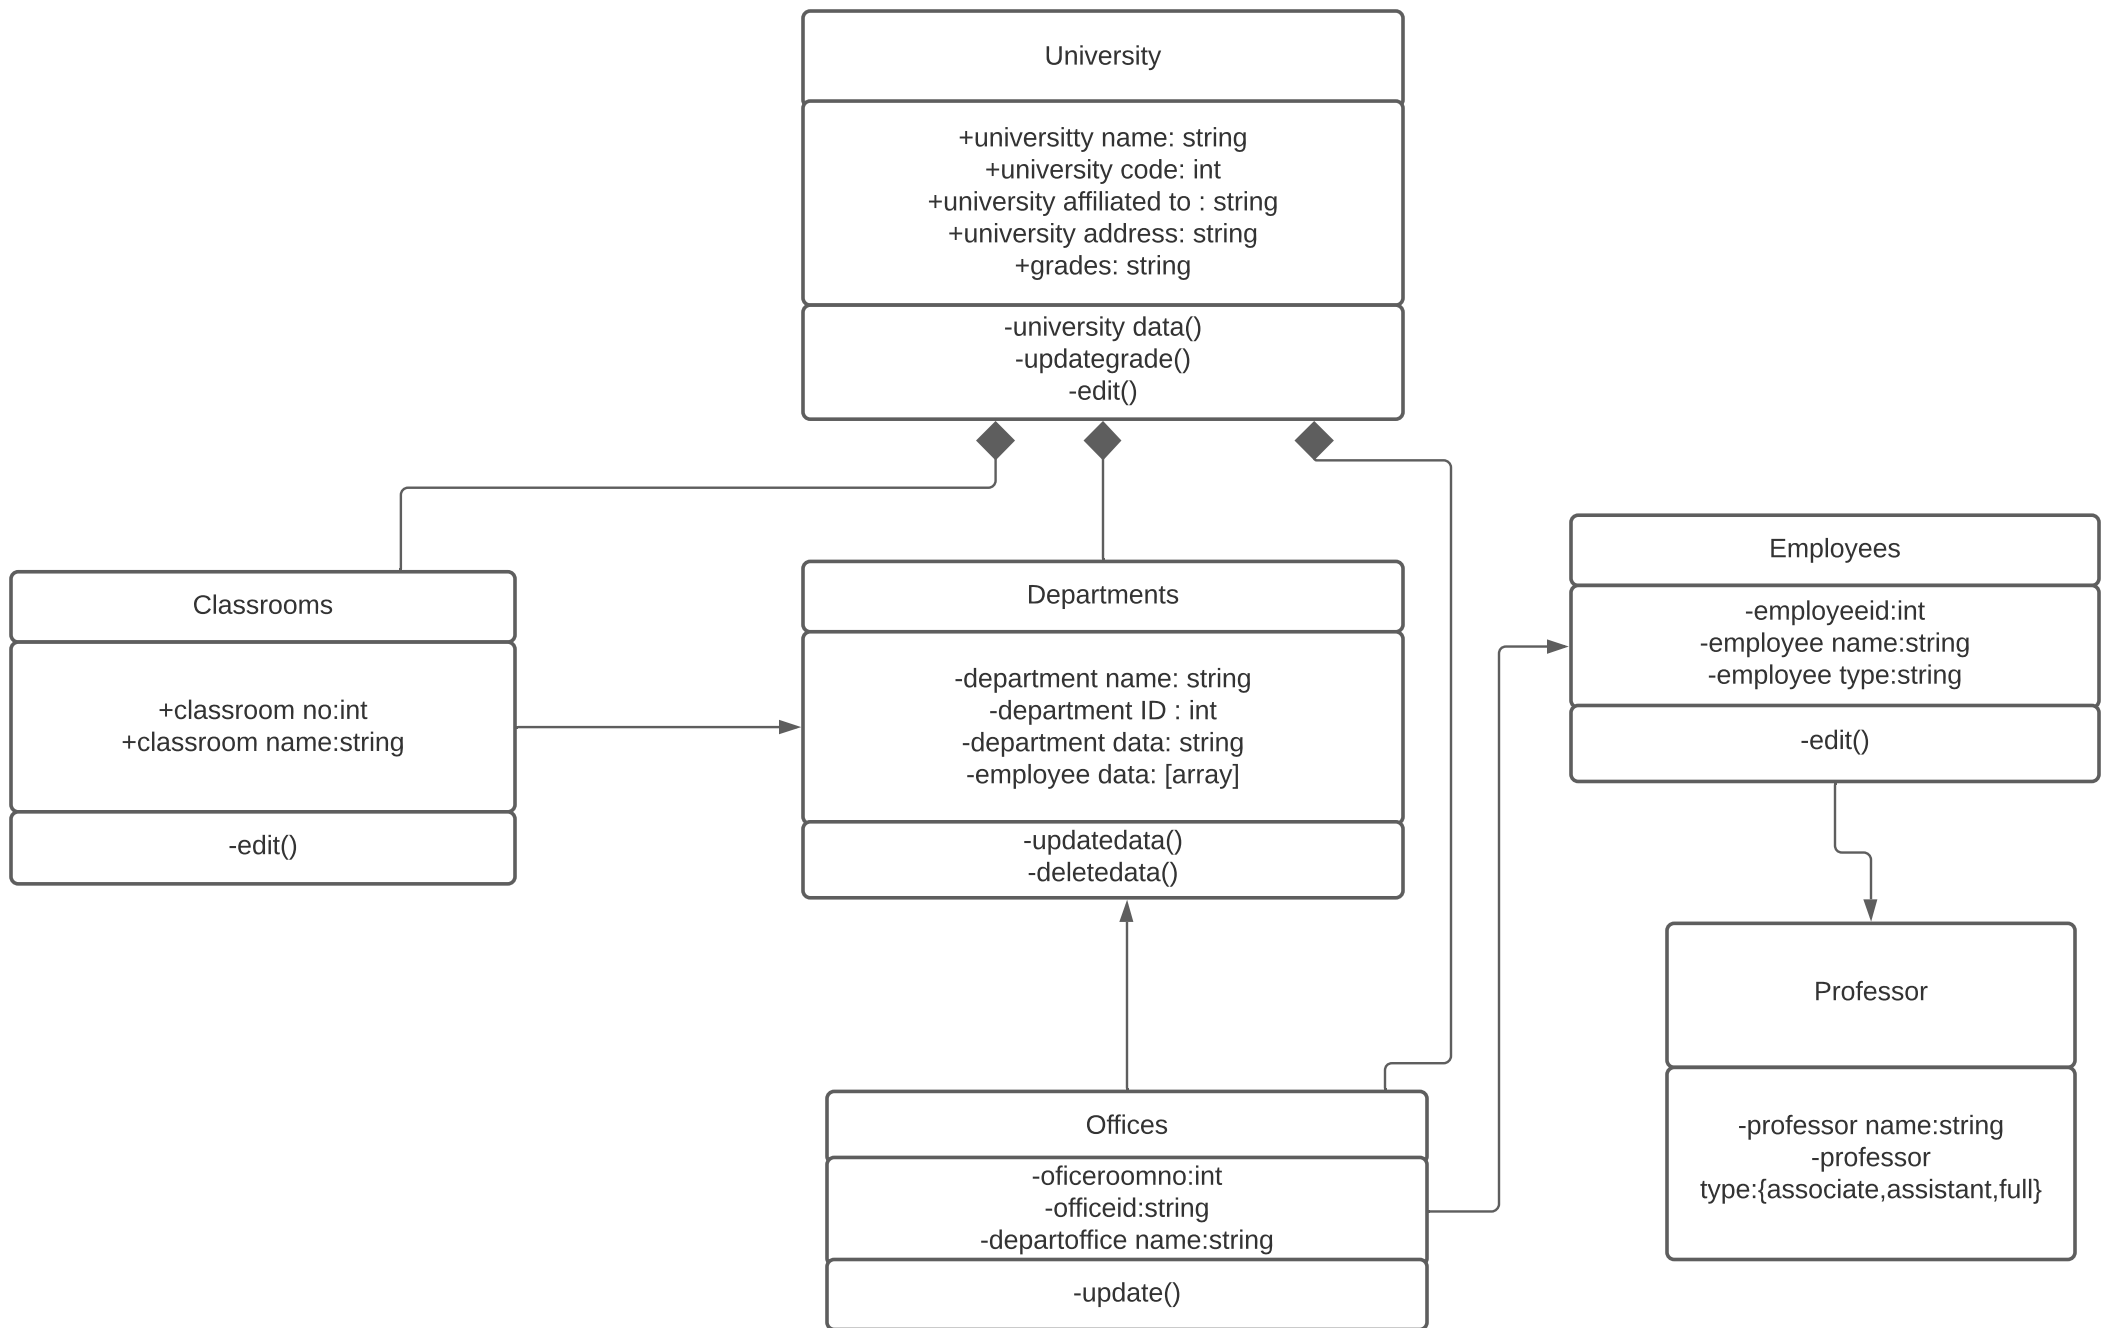 University
+universitty name: string
+university code: int
+university affiliated to : string
+university address: string
+grades: string
-university data()
-updategrade()
-edit()
Classrooms
+classroom no:int
+classroom name:string
-edit()
Departments
-department name: string
-department ID : int
-department data: string
-employee data: [array]
-updatedata()
-deletedata()
Employees
-employeeid:int
-employee name:string
-employee type:string
-edit()
Professor
-professor name:string
-professor
type:{associate,assistant,full}
Offices
-oficeroomno:int
-officeid:string
-departoffice name:string
-update()